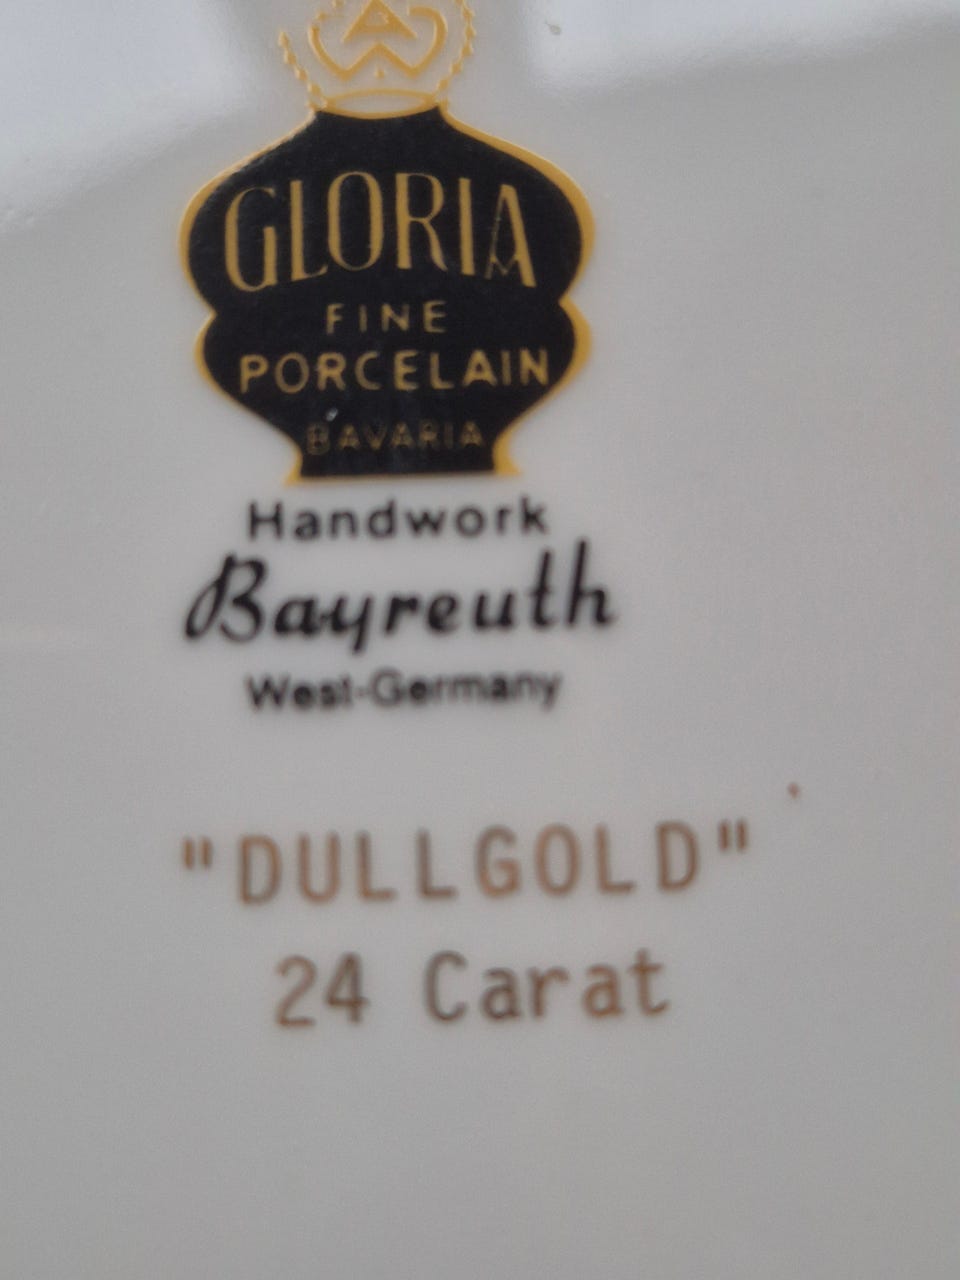 GLORIA
FINE
PORCELAIN
BAVARIA
Handwork
Bayreuth
West-Germany
"DULLGOLD"
24 Carat